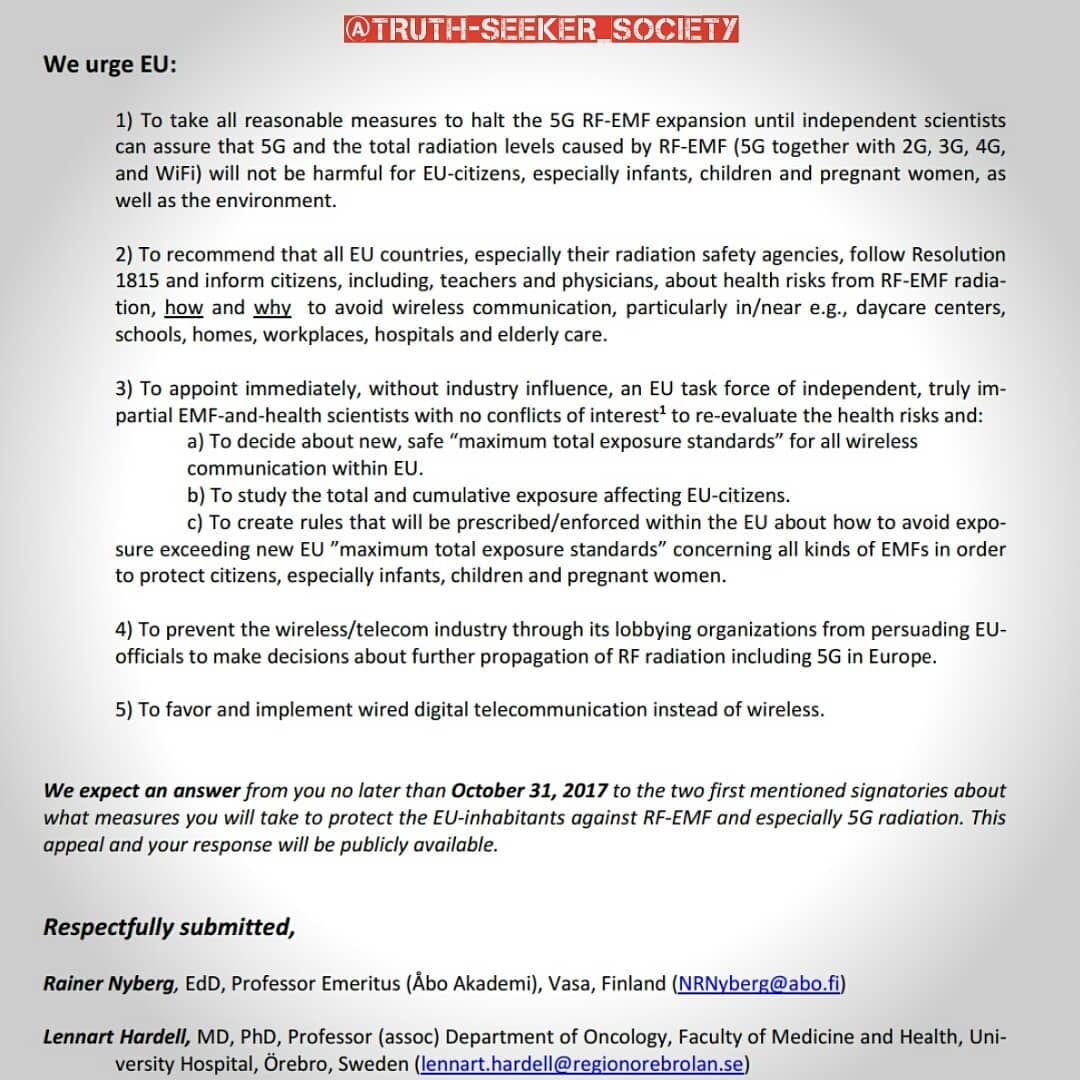 @TRUTH-SEEKER_SOCIETY
We urge EU:
1) To take all reasonable measures to halt the 5G RF-EMF expansion until independent scientists
can assure that 5G and the total radiation levels caused by RF-EMF (5G together with 2G, 3G, 4G,
and WiFi) will not be harmful for EU-citizens, especially infants, children and pregnant women, as
well as the environment.
2) To recommend that all EU countries, especially their radiation safety agencies, follow Resolution
1815 and inform citizens, including, teachers and physicians, about health risks from RF-EMF radia-
tion, how and why to avoid wireless communication, particularly in/near e.g., daycare centers,
schools, homes, workplaces, hospitals and elderly care.
3) To appoint immediately, without industry influence, an EU task force of independent, truly im-
partial EMF-and-health scientists with no conflicts of interest¹ to re-evaluate the health risks and:
a) To decide about new, safe “maximum total exposure standards” for all wireless
communication within EU.
b) To study the total and cumulative exposure affecting EU-citizens.
c) To create rules that will be prescribed/enforced within the EU about how to avoid expo-
sure exceeding new EU ”maximum total exposure standards” concerning all kinds of EMFs in order
to protect citizens, especially infants, children and pregnant women.
4) To prevent the wireless/telecom industry through its lobbying organizations from persuading EU-
officials to make decisions about further propagation of RF radiation including 5G in Europe.
5) To favor and implement wired digital telecommunication instead of wireless.
We expect an answer from you no later than October 31, 2017 to the two first mentioned signatories about
what measures you will take to protect the EU-inhabitants against RF-EMF and especially 5G radiation. This
appeal and your response will be publicly available.
Respectfully submitted,
Rainer Nyberg, EdD, Professor Emeritus (Åbo Akademi), Vasa, Finland (NRNyberg@abo.fi)
Lennart Hardell, MD, PhD, Professor (assoc) Department of Oncology, Faculty of Medicine and Health, Uni-
versity Hospital, Örebro, Sweden (lennart.hardell@regionorebrolan.se)